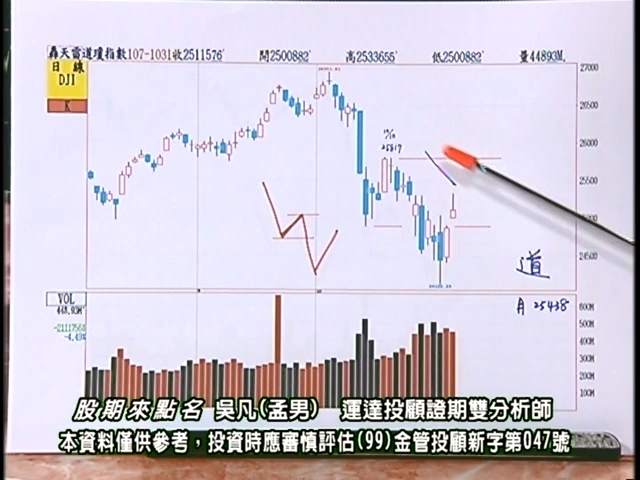 轟天雷道瓊指數107-1031收2511576 開2500882 高2533655 低2500882 量44893M.
日 線
DJI
K
27000
26500
26000
25500
24500
25817
道
月 25438
VOL
448.93M
-21117568
-4.49%
600M
500M
400M
300M
200M
100M
股期來點名 吳凡(孟男) 運達投顧證期雙分析師
本資料僅供參考，投資時應審慎評估(99)金管投顧新字第047號